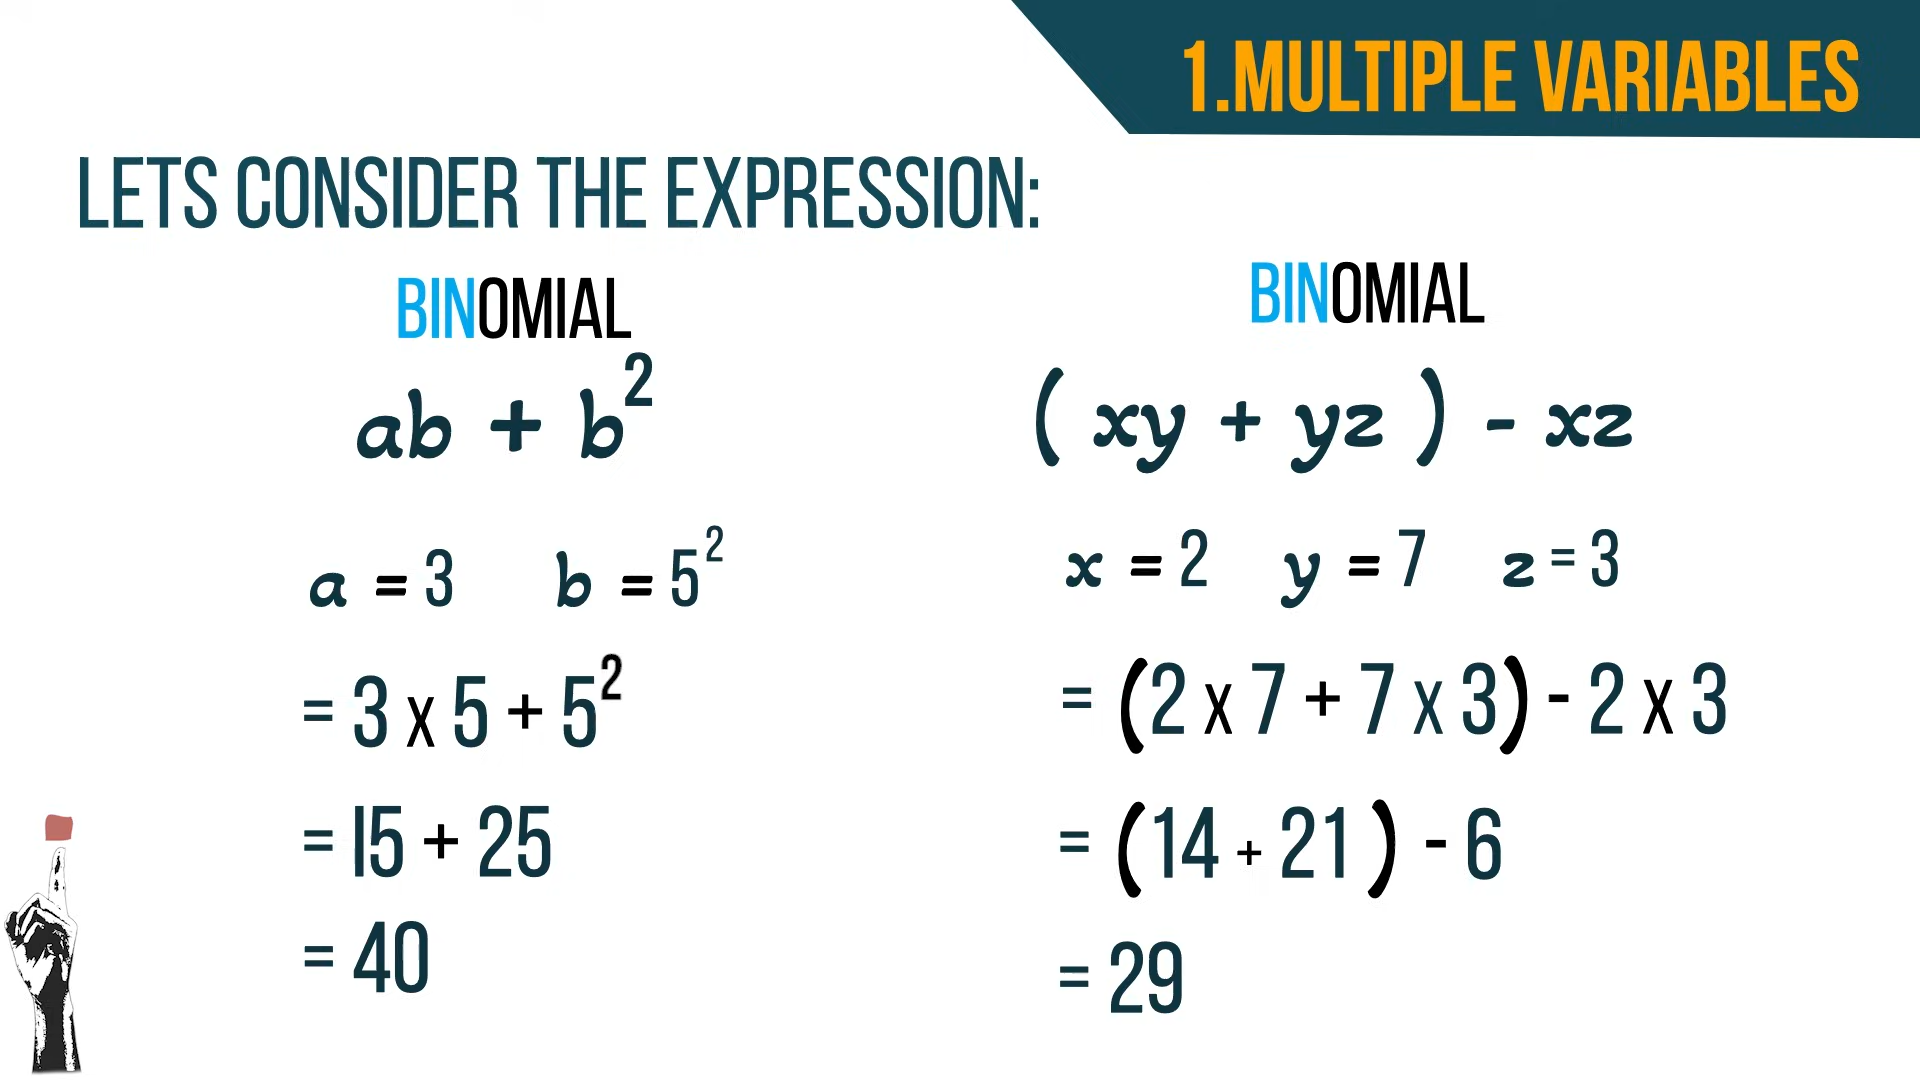 1.MULTIPLE VARIABLES
LETS CONSIDER THE EXPRESSION:
BINOMIAL
ab + b²
a = 3 b = 5²
= 3 x 5 + 5²
= 15 + 25
= 40
BINOMIAL
( xy + yz ) - xz
x = 2 y = 7 z = 3
= (2 x 7 + 7 x 3) - 2 x 3
= (14 + 21) - 6
= 29